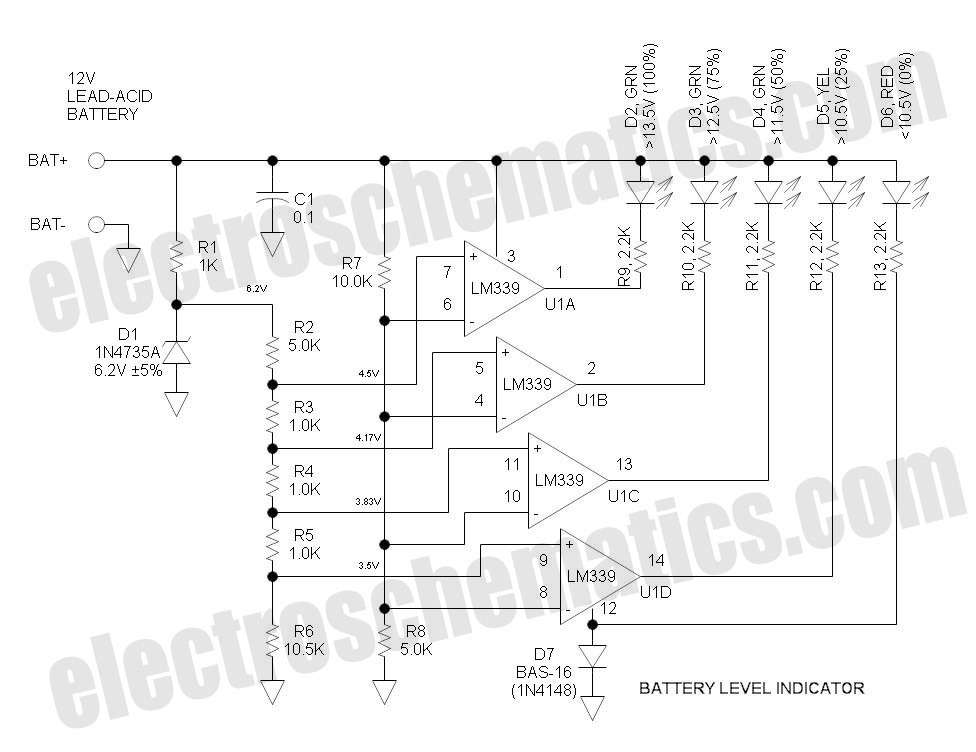 12V
LEAD-ACID
BATTERY
D2, GRN
>13.5V (100%)
D3, GRN
>12.5V (75%)
D4, GRN
>11.5V (50%)
D5, YEL
>10.5V (25%)
D6, RED
<10.5V (0%)
BAT+
BAT-
C1
0.1
R1
1K
R7
10.0K
6.2V
+
7
6
-
3
LM339
1
U1A
R9, 2.2K
R10, 2.2K
R11, 2.2K
R12, 2.2K
R13, 2.2K
D1
1N4735A
6.2V ±5%
R2
5.0K
4.5V
+
5
4
-
LM339
2
U1B
R3
1.0K
4.17V
R4
1.0K
+
11
10
-
LM339
13
U1C
3.83V
R5
1.0K
3.5V
+
9
8
-
LM339
14
U1D
12
R6
10.5K
R8
5.0K
D7
BAS-16
(1N4148)
BATTERY LEVEL INDICATOR
electroschematics.com
electroschematics.com